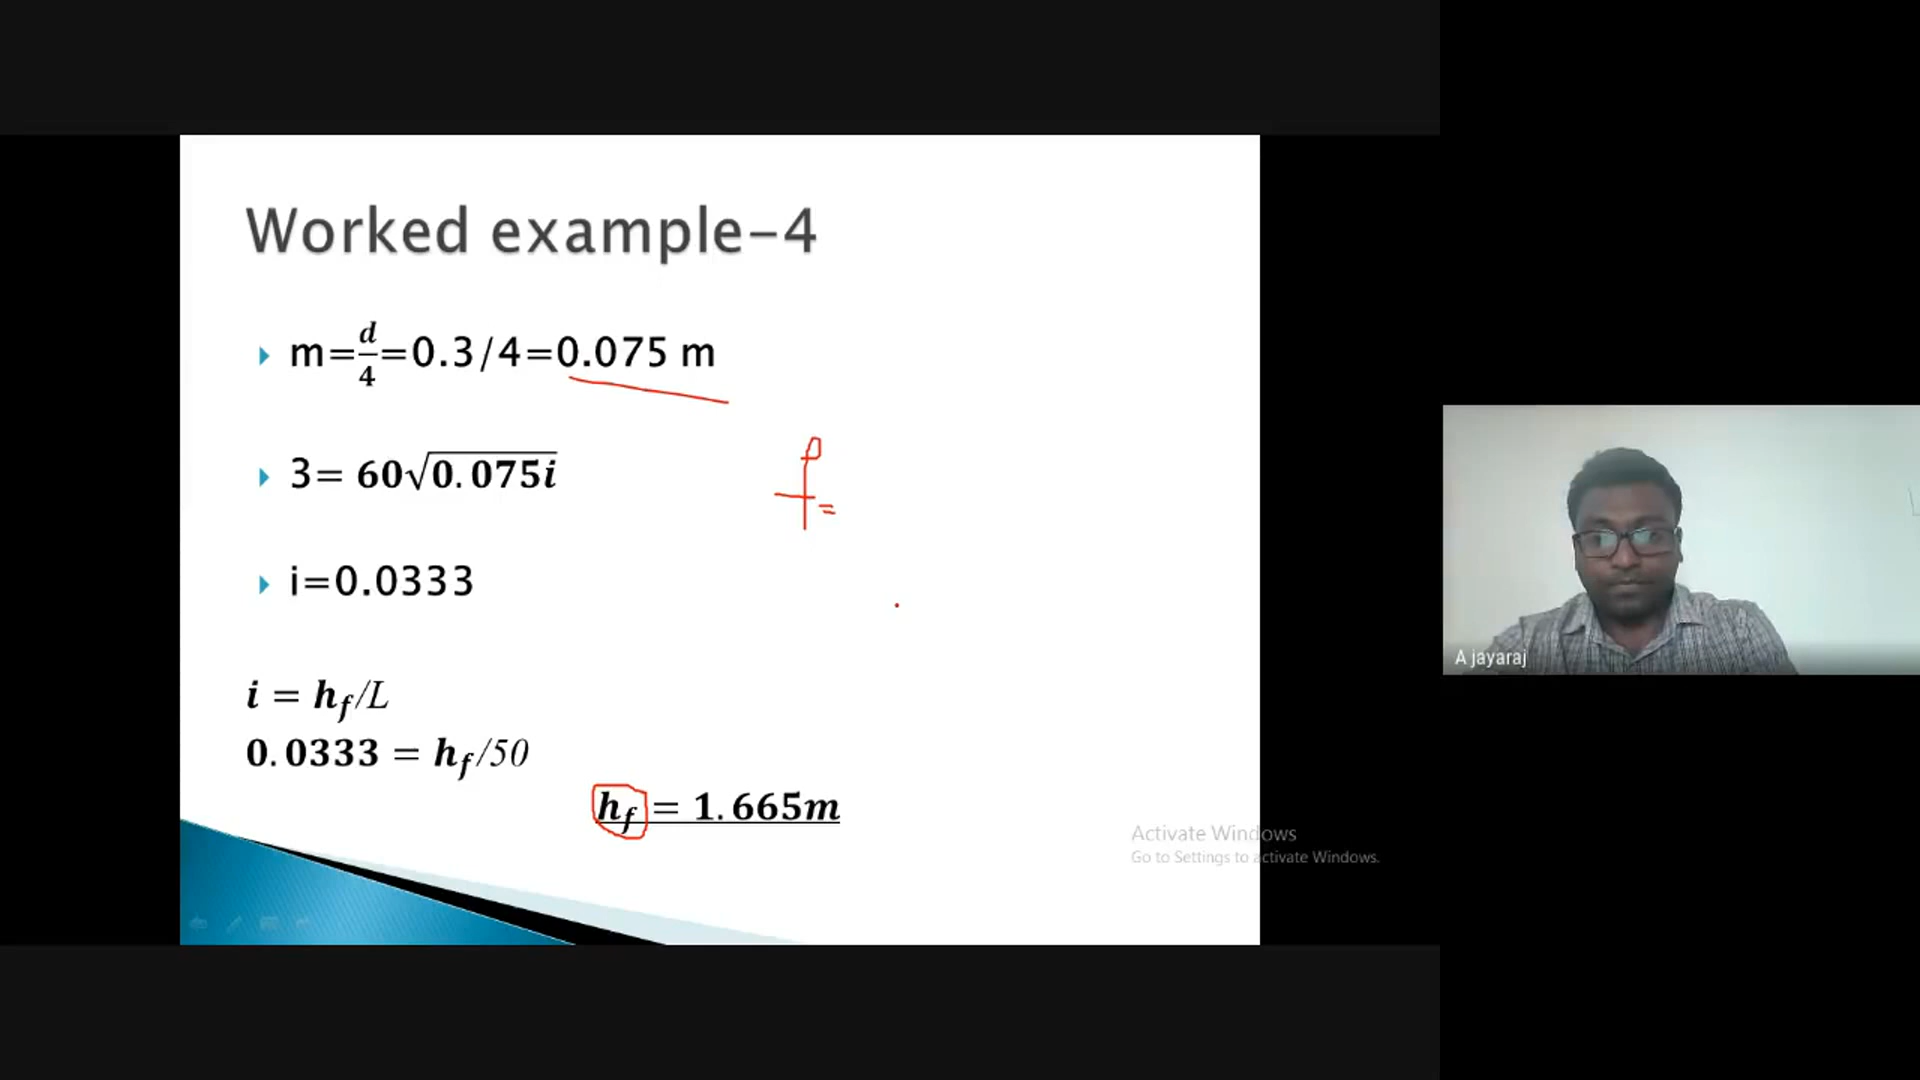 Worked example-4
m=d/4=0.3/4=0.075 m
3= 60√0.075i
f=
i=0.0333
i = hf/L
0.0333 = hf/50
hf = 1.665m
A jayaraj
Activate Windows
Go to Settings to activate Windows.